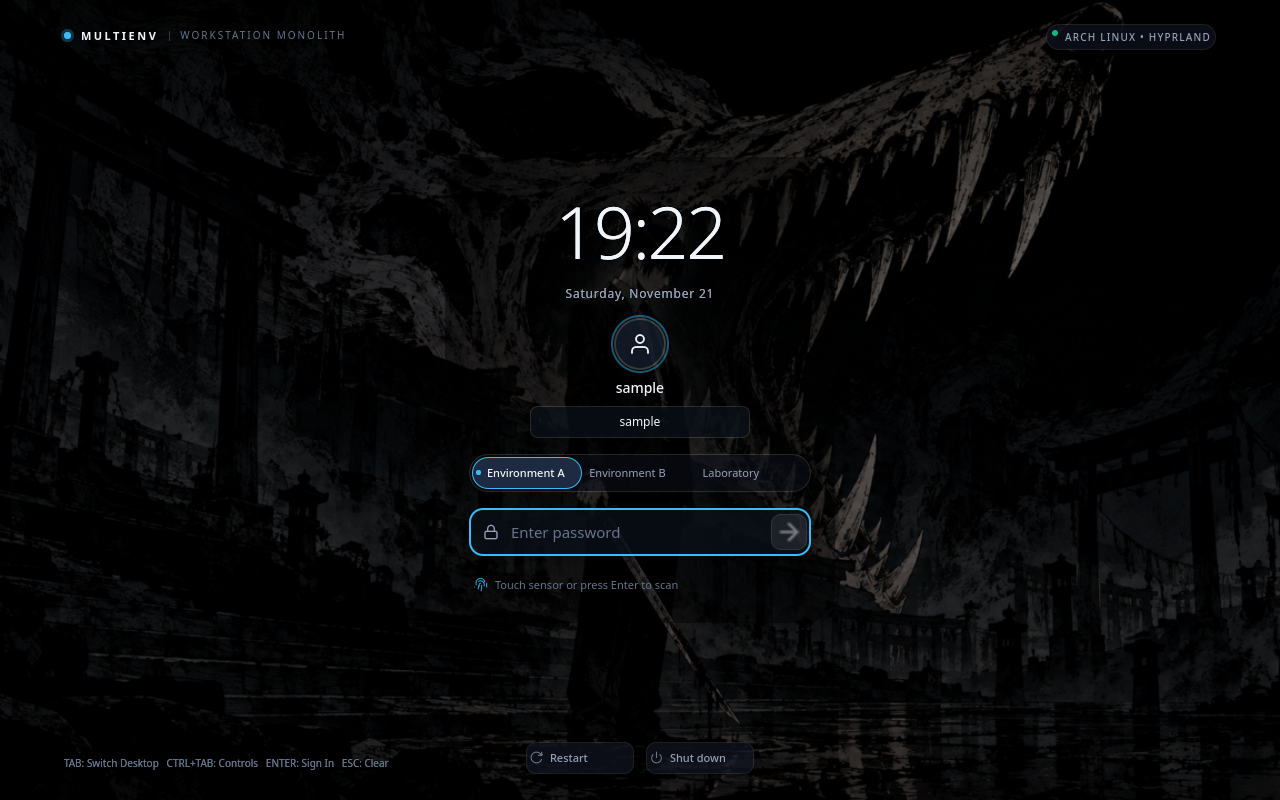 MULTIENV | WORKSTATION MONOLITH
ARCH LINUX • HYPRLAND
19:22
Saturday, November 21
sample
sample
Environment A
Environment B
Laboratory
Enter password
Touch sensor or press Enter to scan
Restart
Shut down
TAB: Switch Desktop CTRL+TAB: Controls ENTER: Sign In ESC: Clear